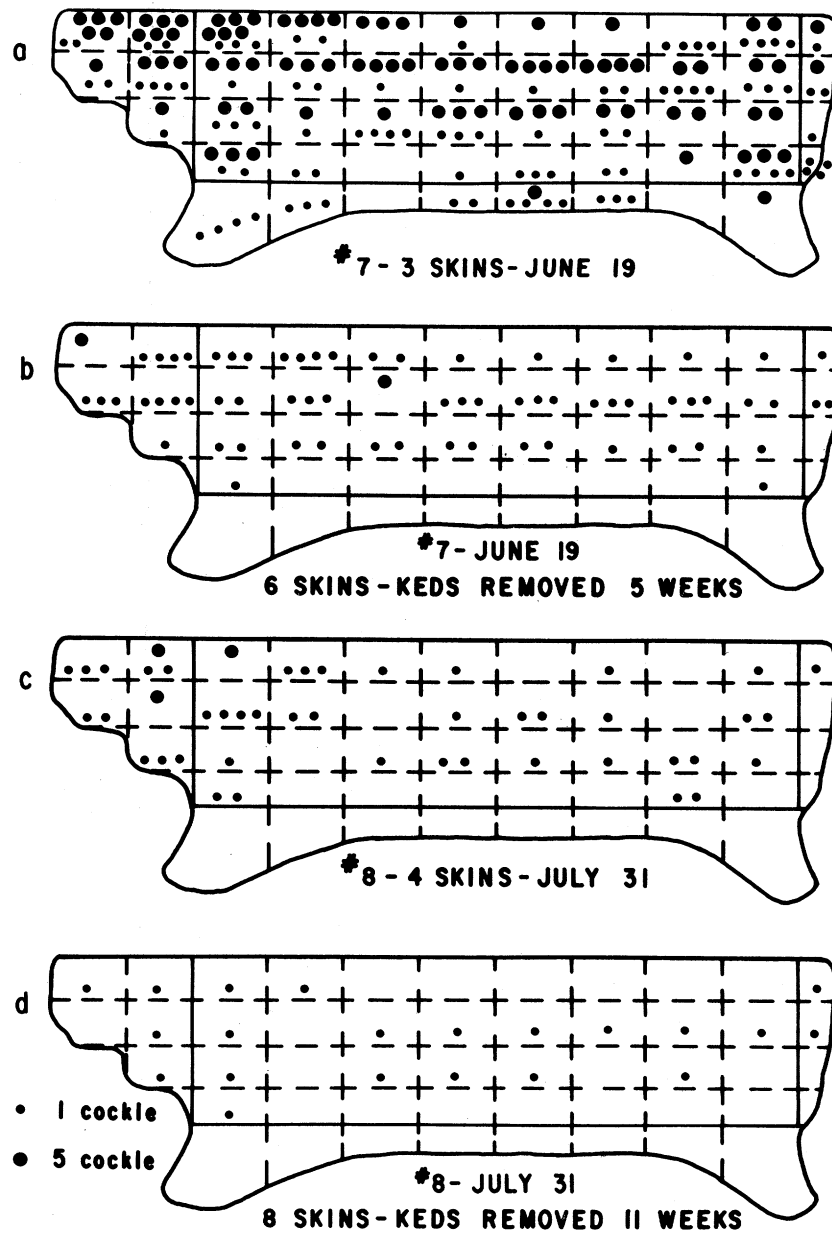 a
#7-3 SKINS-JUNE 19
b
#7-JUNE 19
6 SKINS-KEDS REMOVED 5 WEEKS
c
#8-4 SKINS-JULY 31
d
• 1 cockle
● 5 cockle
#8-JULY 31
8 SKINS-KEDS REMOVED 11 WEEKS